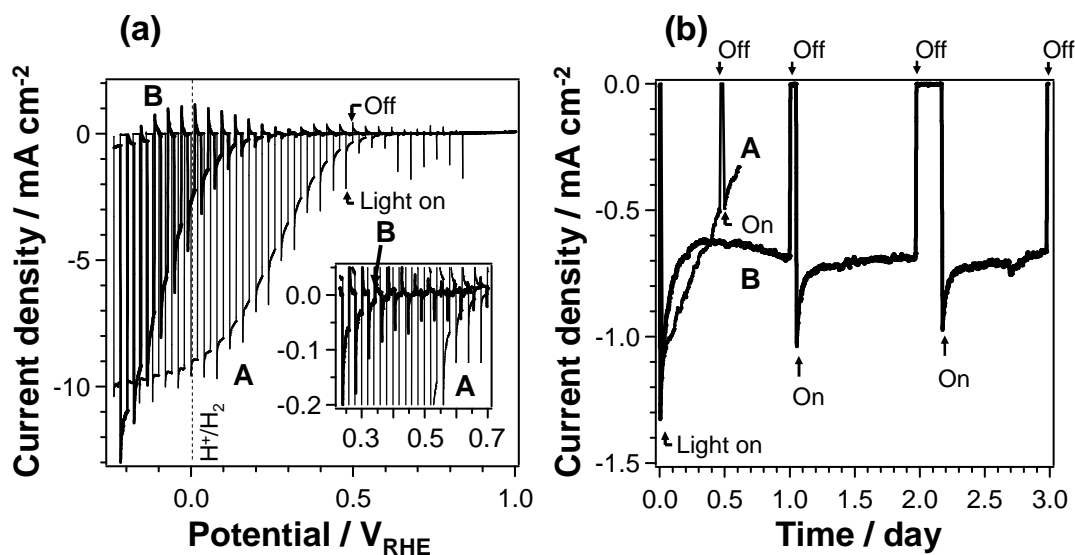 (a)
Current density / mA cm-2
0
-5
-10
B
Off
Light on
A
H+/H2
B
0.0
-0.1
-0.2
A
0.3 0.5 0.7
0.0 0.5 1.0
Potential / VRHE
(b)
Off Off Off Off
Current density / mA cm-2
0.0
-0.5
-1.0
-1.5
A
On
B
On
On
Light on
0.0 0.5 1.0 1.5 2.0 2.5 3.0
Time / day